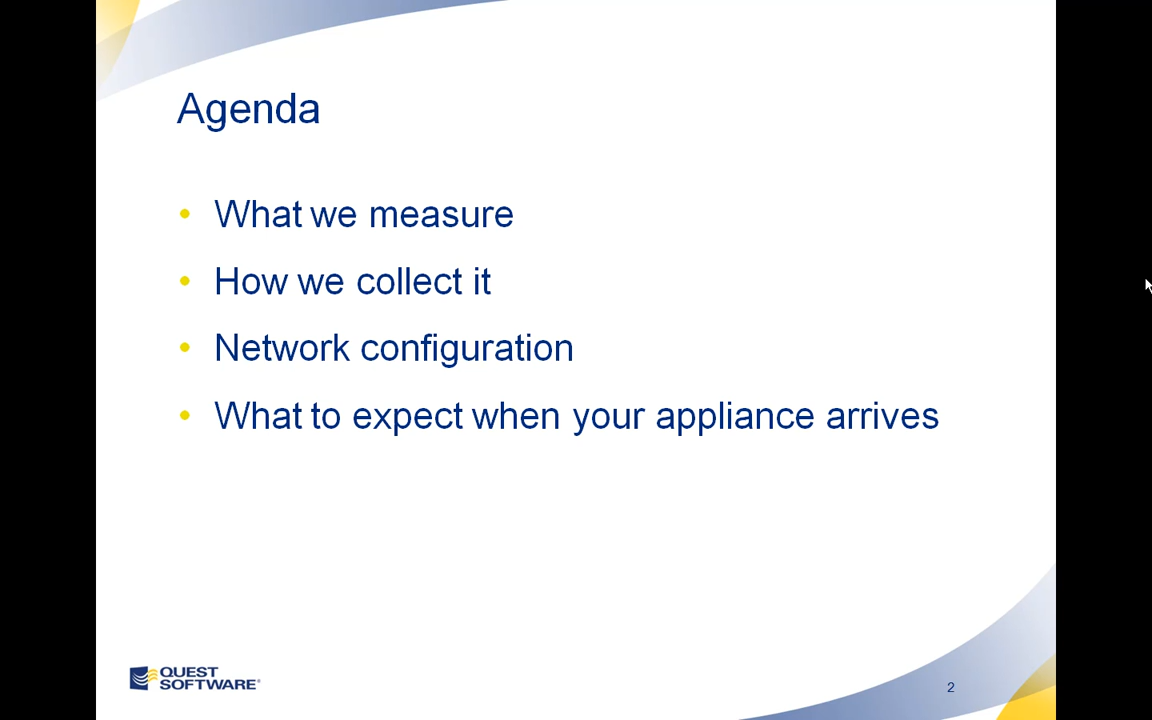 Agenda
• What we measure
• How we collect it
• Network configuration
• What to expect when your appliance arrives
QUEST
SOFTWARE
2